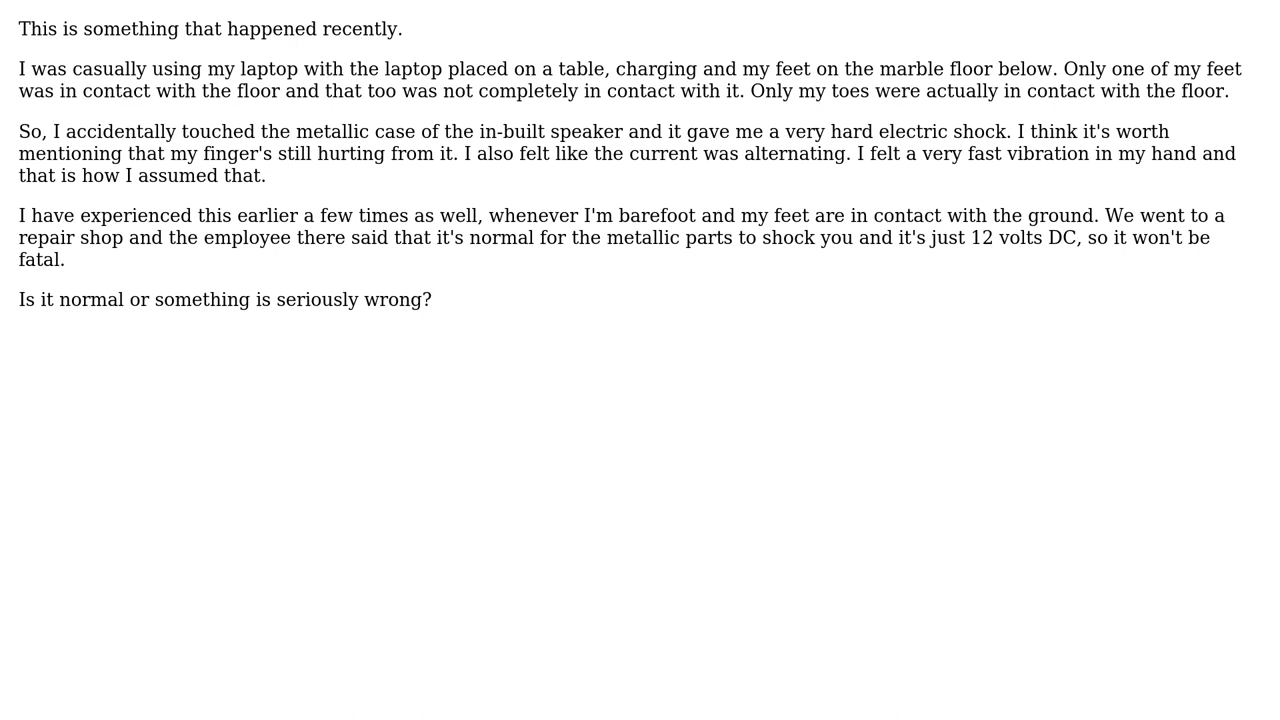 This is something that happened recently.
I was casually using my laptop with the laptop placed on a table, charging and my feet on the marble floor below. Only one of my feet
was in contact with the floor and that too was not completely in contact with it. Only my toes were actually in contact with the floor.
So, I accidentally touched the metallic case of the in-built speaker and it gave me a very hard electric shock. I think it's worth
mentioning that my finger's still hurting from it. I also felt like the current was alternating. I felt a very fast vibration in my hand and
that is how I assumed that.
I have experienced this earlier a few times as well, whenever I'm barefoot and my feet are in contact with the ground. We went to a
repair shop and the employee there said that it's normal for the metallic parts to shock you and it's just 12 volts DC, so it won't be
fatal.
Is it normal or something is seriously wrong?